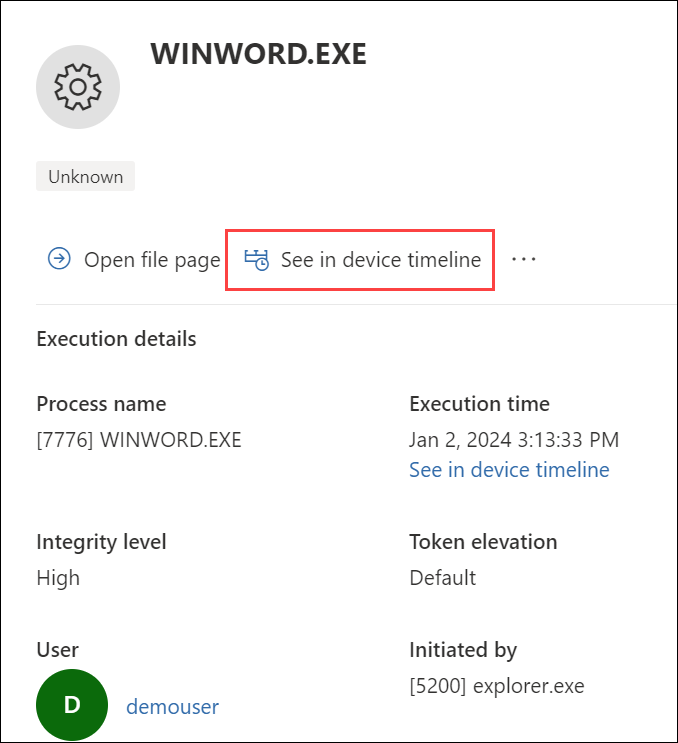 WINWORD.EXE
Unknown
Open file page See in device timeline ...
Execution details
Process name Execution time
[7776] WINWORD.EXE Jan 2, 2024 3:13:33 PM
See in device timeline
Integrity level Token elevation
High Default
User Initiated by
[5200] explorer.exe
D demouser